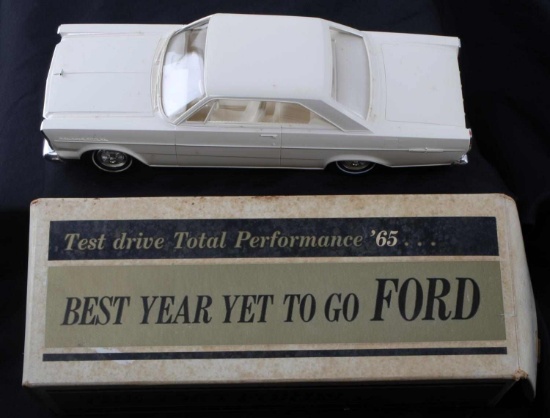 Test drive Total Performance '65 . . .
BEST YEAR YET TO GO FORD